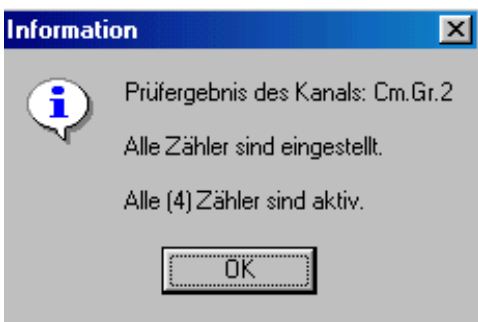 Information
Prüfergebnis des Kanals: Cm.Gr.2
Alle Zähler sind eingestellt.
Alle (4) Zähler sind aktiv.
OK